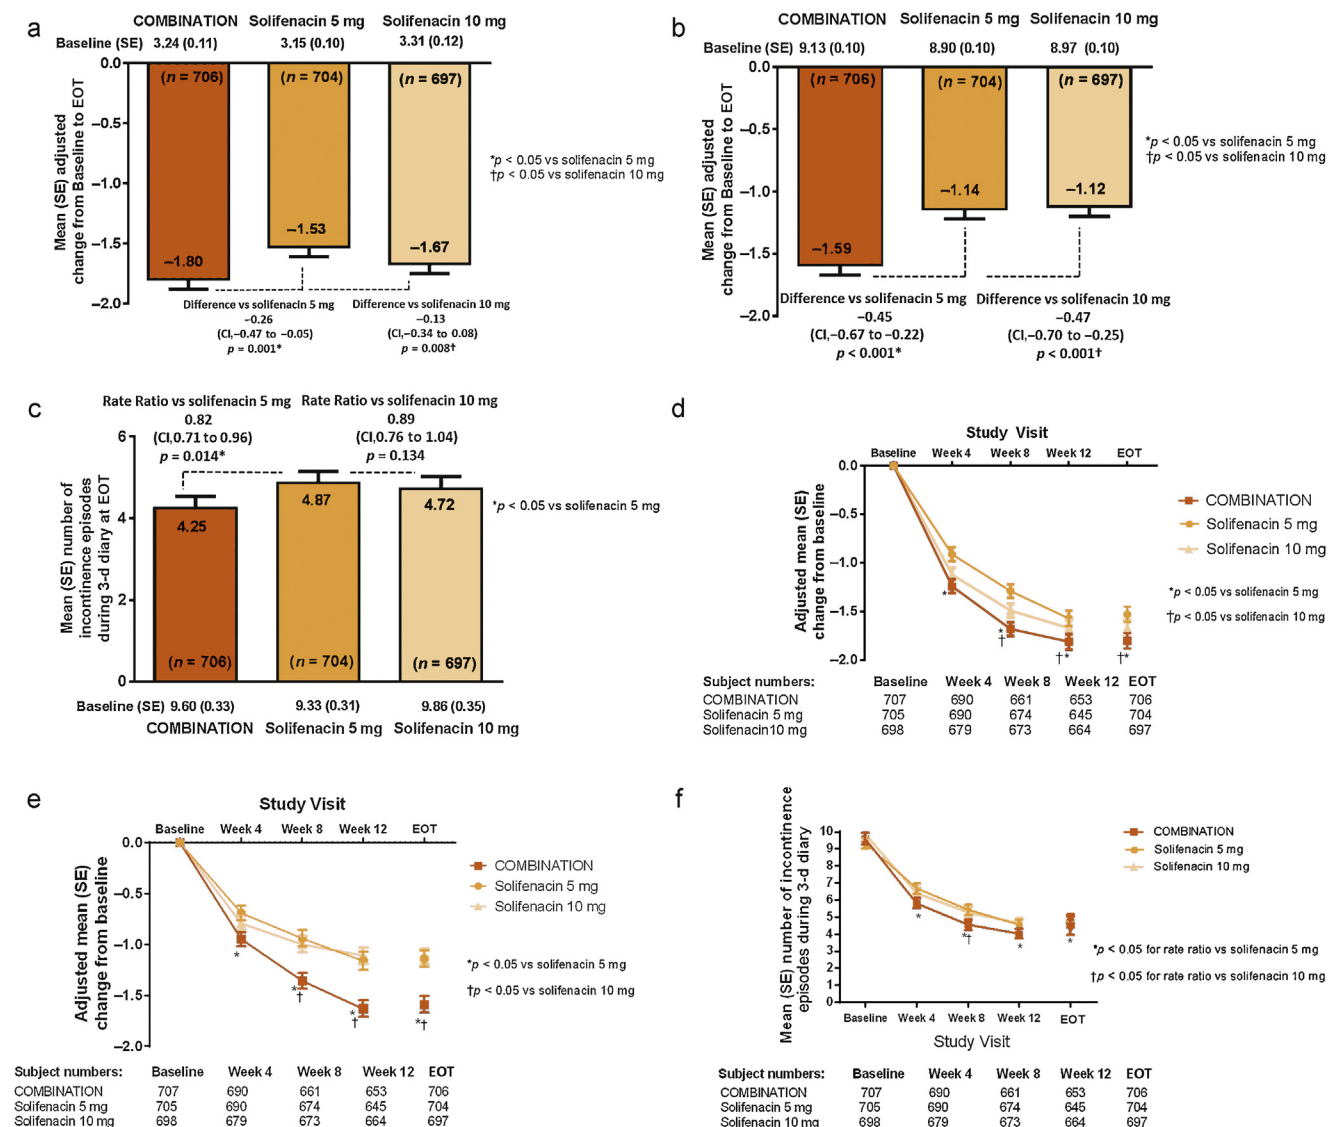 a
COMBINATION Solifenacin 5 mg Solifenacin 10 mg
Baseline (SE) 3.24 (0.11) 3.15 (0.10) 3.31 (0.12)
0.0
(n = 706) (n = 704) (n = 697)
–0.5
–1.0
–1.5
–2.0
Mean (SE) adjusted
change from Baseline to EOT
–1.80 –1.53 –1.67
*p < 0.05 vs solifenacin 5 mg
†p < 0.05 vs solifenacin 10 mg
Difference vs solifenacin 5 mg
–0.26
(CI,–0.47 to –0.05)
p = 0.001*
Difference vs solifenacin 10 mg
–0.13
(CI,–0.34 to 0.08)
p = 0.008†
b
COMBINATION Solifenacin 5 mg Solifenacin 10 mg
Baseline (SE) 9.13 (0.10) 8.90 (0.10) 8.97 (0.10)
0.0
(n = 706) (n = 704) (n = 697)
–0.5
–1.0
–1.5
–2.0
Mean (SE) adjusted
change from Baseline to EOT
–1.59 –1.14 –1.12
*p < 0.05 vs solifenacin 5 mg
†p < 0.05 vs solifenacin 10 mg
Difference vs solifenacin 5 mg
–0.45
(CI,–0.67 to –0.22)
p < 0.001*
Difference vs solifenacin 10 mg
–0.47
(CI,–0.70 to –0.25)
p < 0.001†
c
Rate Ratio vs solifenacin 5 mg
0.82
(CI,0.71 to 0.96)
p = 0.014*
Rate Ratio vs solifenacin 10 mg
0.89
(CI,0.76 to 1.04)
p = 0.134
6
4
2
0
Mean (SE) number of
incontinence episodes
during 3-d diary at EOT
4.25 4.87 4.72
(n = 706) (n = 704) (n = 697)
*p < 0.05 vs solifenacin 5 mg
Baseline (SE) 9.60 (0.33) 9.33 (0.31) 9.86 (0.35)
COMBINATION Solifenacin 5 mg Solifenacin 10 mg
d
Study Visit
Baseline Week 4 Week 8 Week 12 EOT
0.0
–0.5
–1.0
–1.5
–2.0
Adjusted mean (SE)
change from baseline
*
*
†
†*
†*
COMBINATION
Solifenacin 5 mg
Solifenacin 10 mg
*p < 0.05 vs solifenacin 5 mg
†p < 0.05 vs solifenacin 10 mg
Subject numbers: Baseline Week 4 Week 8 Week 12 EOT
COMBINATION 707 690 661 653 706
Solifenacin 5 mg 705 690 674 645 704
Solifenacin10 mg 698 679 673 664 697
e
Study Visit
Baseline Week 4 Week 8 Week 12 EOT
0.0
–0.5
–1.0
–1.5
–2.0
Adjusted mean (SE)
change from baseline
*
*†
*†
*†
COMBINATION
Solifenacin 5 mg
Solifenacin 10 mg
*p < 0.05 vs solifenacin 5 mg
†p < 0.05 vs solifenacin 10 mg
Subject numbers: Baseline Week 4 Week 8 Week 12 EOT
COMBINATION 707 690 661 653 706
Solifenacin 5 mg 705 690 674 645 704
Solifenacin 10 mg 698 679 673 664 697
f
Mean (SE) number of incontinence
episodes during 3-d diary
10
9
8
7
6
5
4
3
2
1
0
*
*†
*
*
COMBINATION
Solifenacin 5 mg
Solifenacin 10 mg
*p < 0.05 for rate ratio vs solifenacin 5 mg
†p < 0.05 for rate ratio vs solifenacin 10 mg
Baseline Week 4 Week 8 Week 12 EOT
Study Visit
Subject numbers: Baseline Week 4 Week 8 Week 12 EOT
COMBINATION 707 690 661 653 706
Solifenacin 5 mg 705 690 674 645 704
Solifenacin 10 mg 698 679 673 664 697